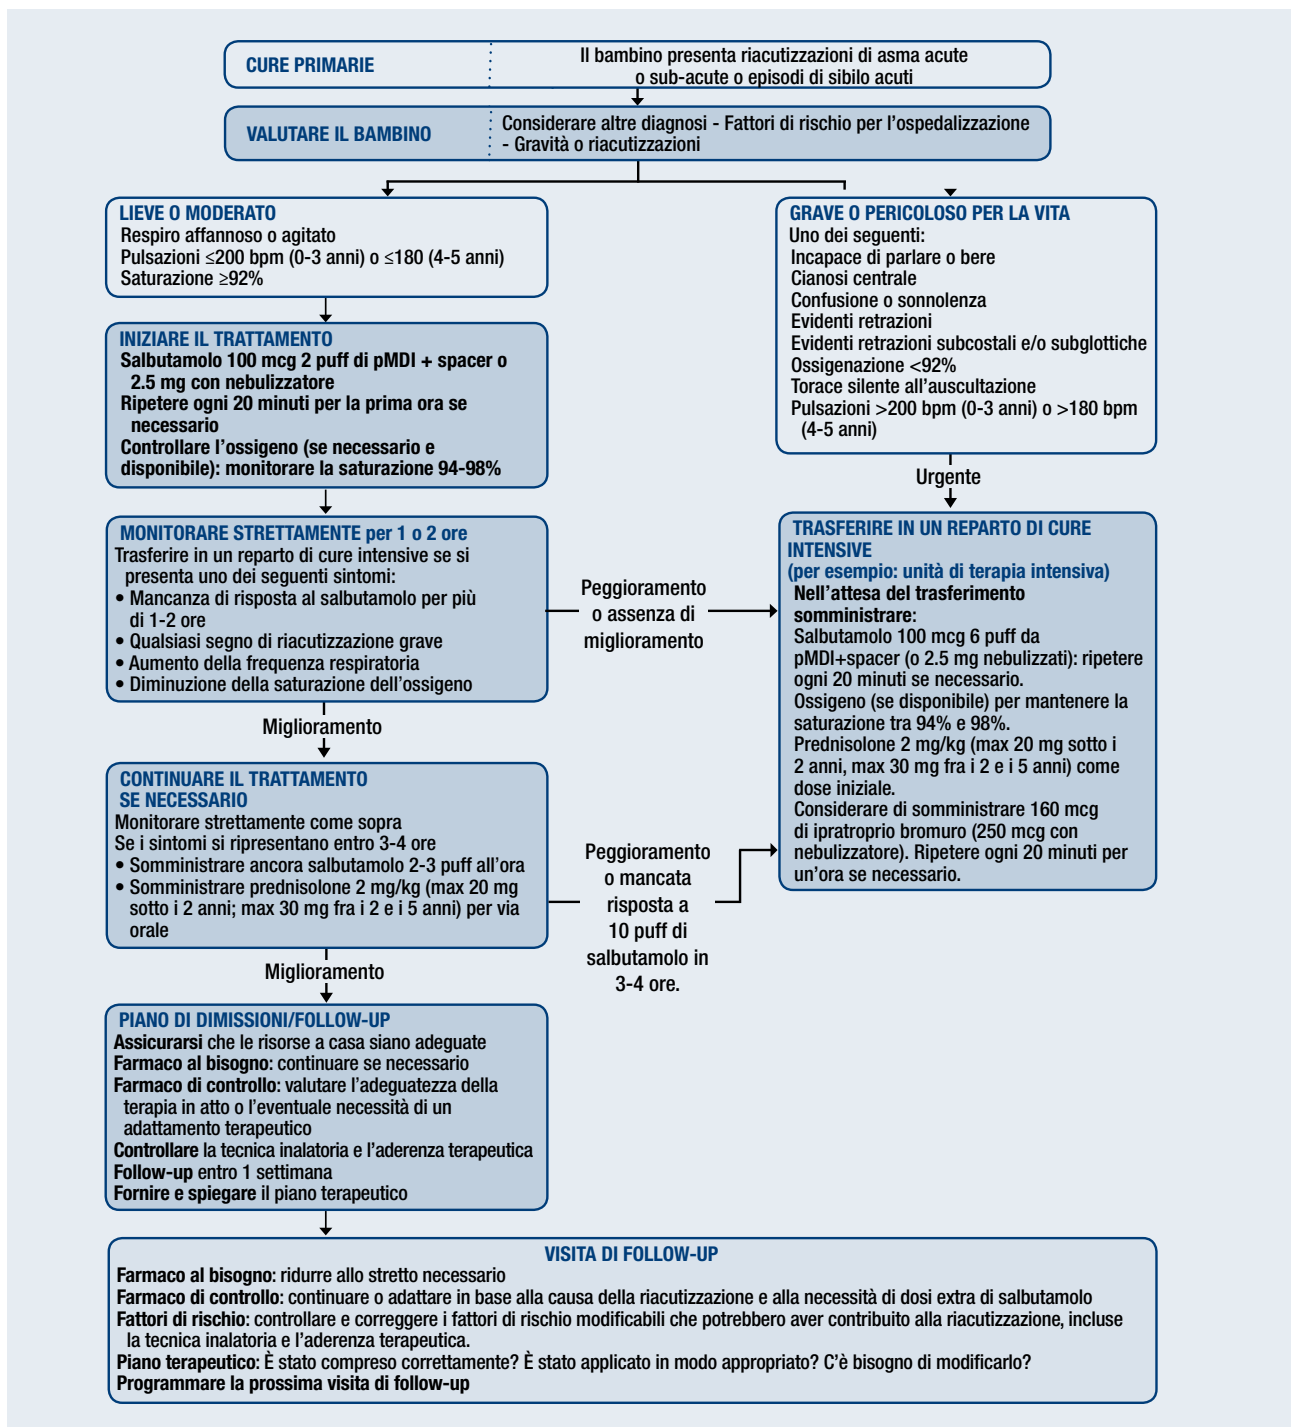 CURE PRIMARIE
Il bambino presenta riacutizzazioni di asma acute
o sub-acute o episodi di sibilo acuti
VALUTARE IL BAMBINO
Considerare altre diagnosi - Fattori di rischio per l'ospedalizzazione
- Gravità o riacutizzazioni
LIEVE O MODERATO
Respiro affannoso o agitato
Pulsazioni ≤200 bpm (0-3 anni) o ≤180 (4-5 anni)
Saturazione ≥92%
GRAVE O PERICOLOSO PER LA VITA
Uno dei seguenti:
Incapace di parlare o bere
Cianosi centrale
Confusione o sonnolenza
Evidenti retrazioni
Evidenti retrazioni subcostali e/o subglottiche
Ossigenazione <92%
Torace silente all'auscultazione
Pulsazioni >200 bpm (0-3 anni) o >180 bpm
(4-5 anni)
INIZIARE IL TRATTAMENTO
Salbutamolo 100 mcg 2 puff di pMDI + spacer o
2.5 mg con nebulizzatore
Ripetere ogni 20 minuti per la prima ora se
necessario
Controllare l'ossigeno (se necessario e
disponibile): monitorare la saturazione 94-98%
Urgente
MONITORARE STRETTAMENTE per 1 o 2 ore
Trasferire in un reparto di cure intensive se si
presenta uno dei seguenti sintomi:
• Mancanza di risposta al salbutamolo per più
di 1-2 ore
• Qualsiasi segno di riacutizzazione grave
• Aumento della frequenza respiratoria
• Diminuzione della saturazione dell'ossigeno
Peggioramento
o assenza di
miglioramento
TRASFERIRE IN UN REPARTO DI CURE
INTENSIVE
(per esempio: unità di terapia intensiva)
Nell'attesa del trasferimento
somministrare:
Salbutamolo 100 mcg 6 puff da
pMDI+spacer (o 2.5 mg nebulizzati): ripetere
ogni 20 minuti se necessario.
Ossigeno (se disponibile) per mantenere la
saturazione tra 94% e 98%.
Prednisolone 2 mg/kg (max 20 mg sotto i
2 anni, max 30 mg fra i 2 e i 5 anni) come
dose iniziale.
Considerare di somministrare 160 mcg
di ipratroprio bromuro (250 mcg con
nebulizzatore). Ripetere ogni 20 minuti per
un'ora se necessario.
Miglioramento
CONTINUARE IL TRATTAMENTO
SE NECESSARIO
Monitorare strettamente come sopra
Se i sintomi si ripresentano entro 3-4 ore
• Somministrare ancora salbutamolo 2-3 puff all'ora
• Somministrare prednisolone 2 mg/kg (max 20 mg
sotto i 2 anni; max 30 mg fra i 2 e i 5 anni) per via
orale
Peggioramento
o mancata
risposta a
10 puff di
salbutamolo in
3-4 ore.
Miglioramento
PIANO DI DIMISSIONI/FOLLOW-UP
Assicurarsi che le risorse a casa siano adeguate
Farmaco al bisogno: continuare se necessario
Farmaco di controllo: valutare l'adeguatezza della
terapia in atto o l'eventuale necessità di un
adattamento terapeutico
Controllare la tecnica inalatoria e l'aderenza terapeutica
Follow-up entro 1 settimana
Fornire e spiegare il piano terapeutico
VISITA DI FOLLOW-UP
Farmaco al bisogno: ridurre allo stretto necessario
Farmaco di controllo: continuare o adattare in base alla causa della riacutizzazione e alla necessità di dosi extra di salbutamolo
Fattori di rischio: controllare e correggere i fattori di rischio modificabili che potrebbero aver contribuito alla riacutizzazione, incluse
la tecnica inalatoria e l'aderenza terapeutica.
Piano terapeutico: È stato compreso correttamente? È stato applicato in modo appropriato? C'è bisogno di modificarlo?
Programmare la prossima visita di follow-up